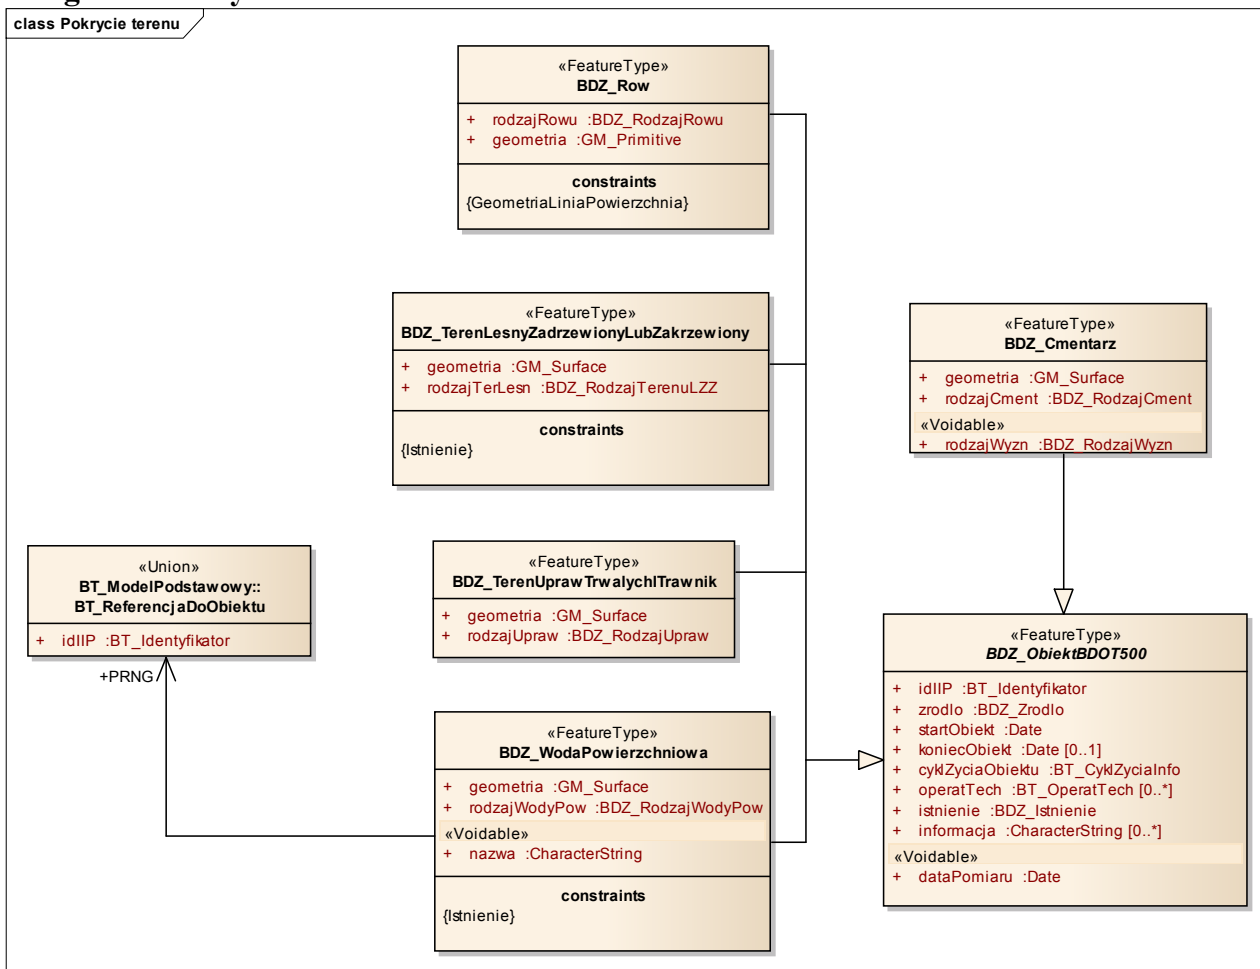 class Pokrycie terenu
«FeatureType»
BDZ_Row
+ rodzajRowu :BDZ_RodzajRowu
+ geometria :GM_Primitive
constraints
{GeometriaLiniaPowierzchnia}
«FeatureType»
BDZ_TerenLesnyZadrzewionyLubZakrzewiony
+ geometria :GM_Surface
+ rodzajTerLesn :BDZ_RodzajTerenuLZZ
constraints
{Istnienie}
«FeatureType»
BDZ_Cmentarz
+ geometria :GM_Surface
+ rodzajCment :BDZ_RodzajCment
«Voidable»
+ rodzajWyzn :BDZ_RodzajWyzn
«Union»
BT_ModelPodstawowy::
BT_ReferencjaDoObiektu
+ idIIP :BT_Identyfikator
+PRNG
«FeatureType»
BDZ_TerenUprawTrwalychITrawnik
+ geometria :GM_Surface
+ rodzajUpraw :BDZ_RodzajUpraw
«FeatureType»
BDZ_WodaPowierzchniowa
+ geometria :GM_Surface
+ rodzajWodyPow :BDZ_RodzajWodyPow
«Voidable»
+ nazwa :CharacterString
constraints
{Istnienie}
«FeatureType»
BDZ_ObiektBDOT500
+ idIIP :BT_Identyfikator
+ zrodlo :BDZ_Zrodlo
+ startObiekt :Date
+ koniecObiekt :Date [0..1]
+ cyklZyciaObiektu :BT_CyklZyciaInfo
+ operatTech :BT_OperatTech [0..*]
+ istnienie :BDZ_Istnienie
+ informacja :CharacterString [0..*]
«Voidable»
+ dataPomiaru :Date